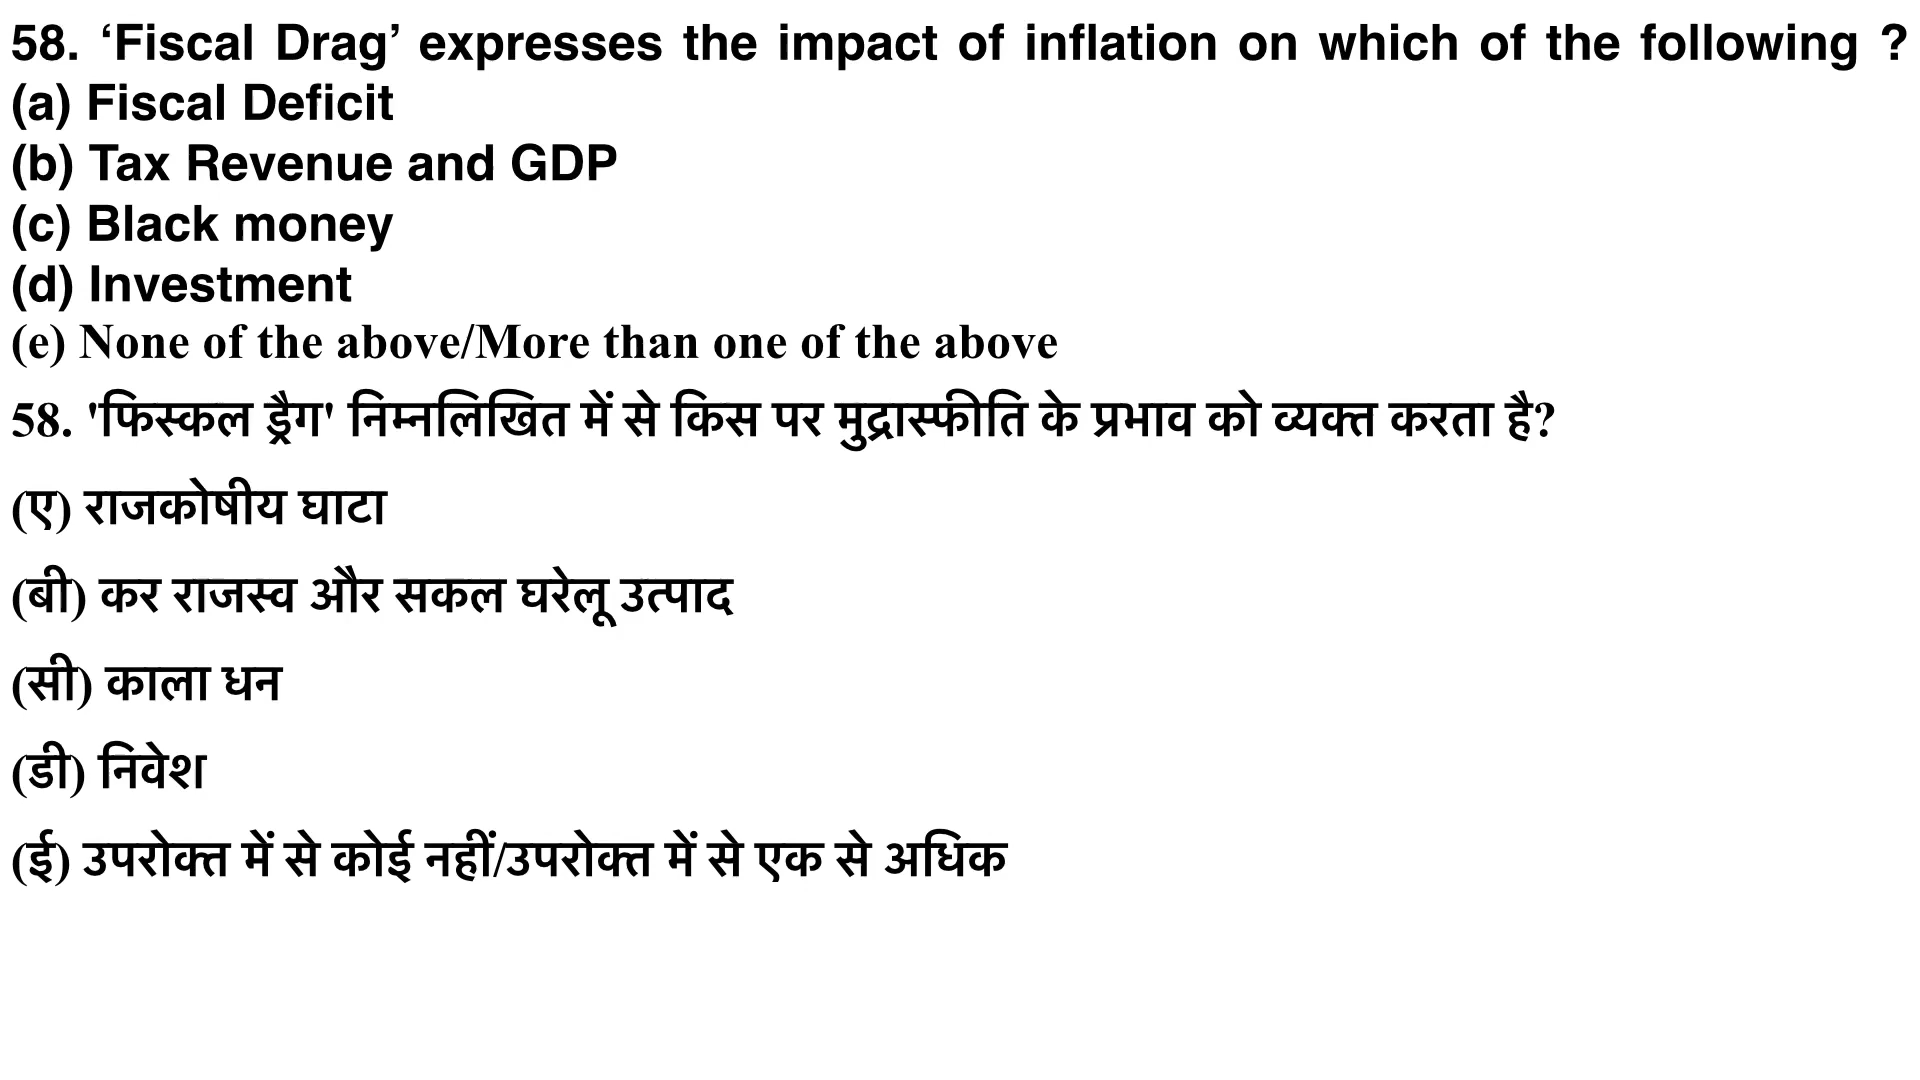 58. ‘Fiscal Drag’ expresses the impact of inflation on which of the following ?
(a) Fiscal Deficit
(b) Tax Revenue and GDP
(c) Black money
(d) Investment
(e) None of the above/More than one of the above
58. 'फिस्कल ड्रैग' निम्नलिखित में से किस पर मुद्रास्फीति के प्रभाव को व्यक्त करता है?
(ए) राजकोषीय घाटा
(बी) कर राजस्व और सकल घरेलू उत्पाद
(सी) काला धन
(डी) निवेश
(ई) उपरोक्त में से कोई नहीं/उपरोक्त में से एक से अधिक